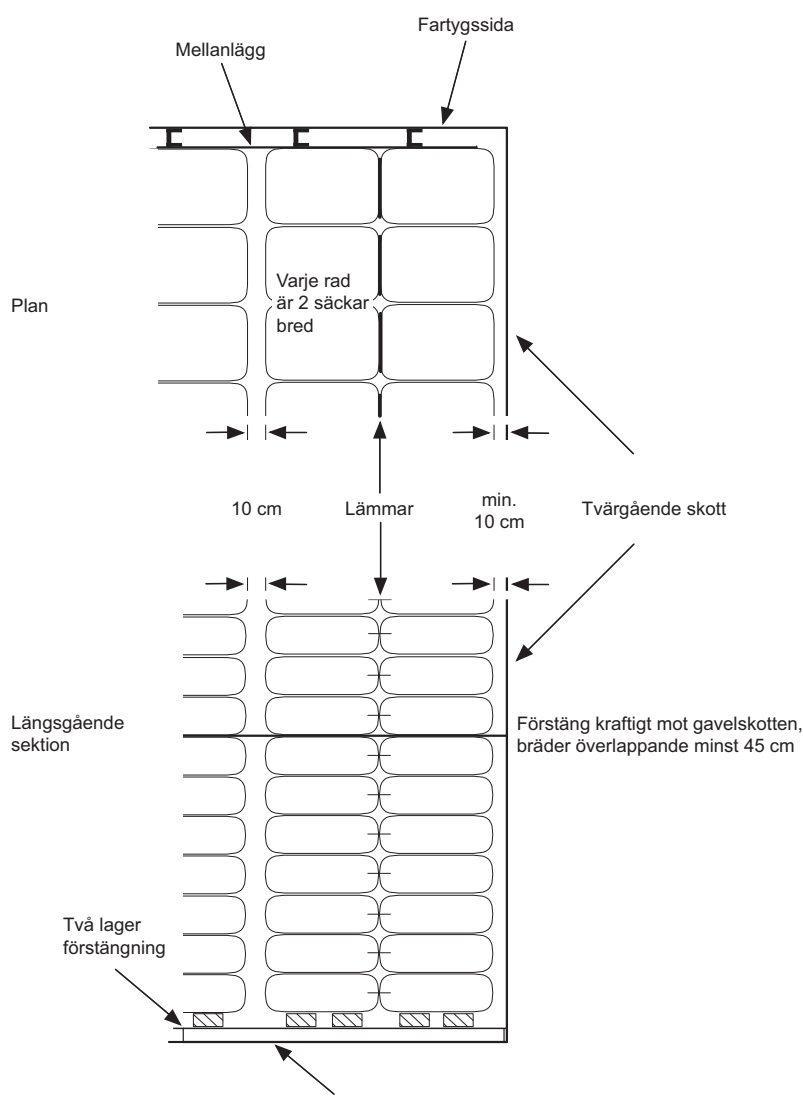 Fartygssida
Mellanlägg
Varje rad
är 2 säckar
bred
Plan
10 cm
Lämmar
min.
10 cm
Tvärgående skott
Längsgående
sektion
Förstäng kraftigt mot gavelskotten,
bräder överlappande minst 45 cm
Två lager
förstängning